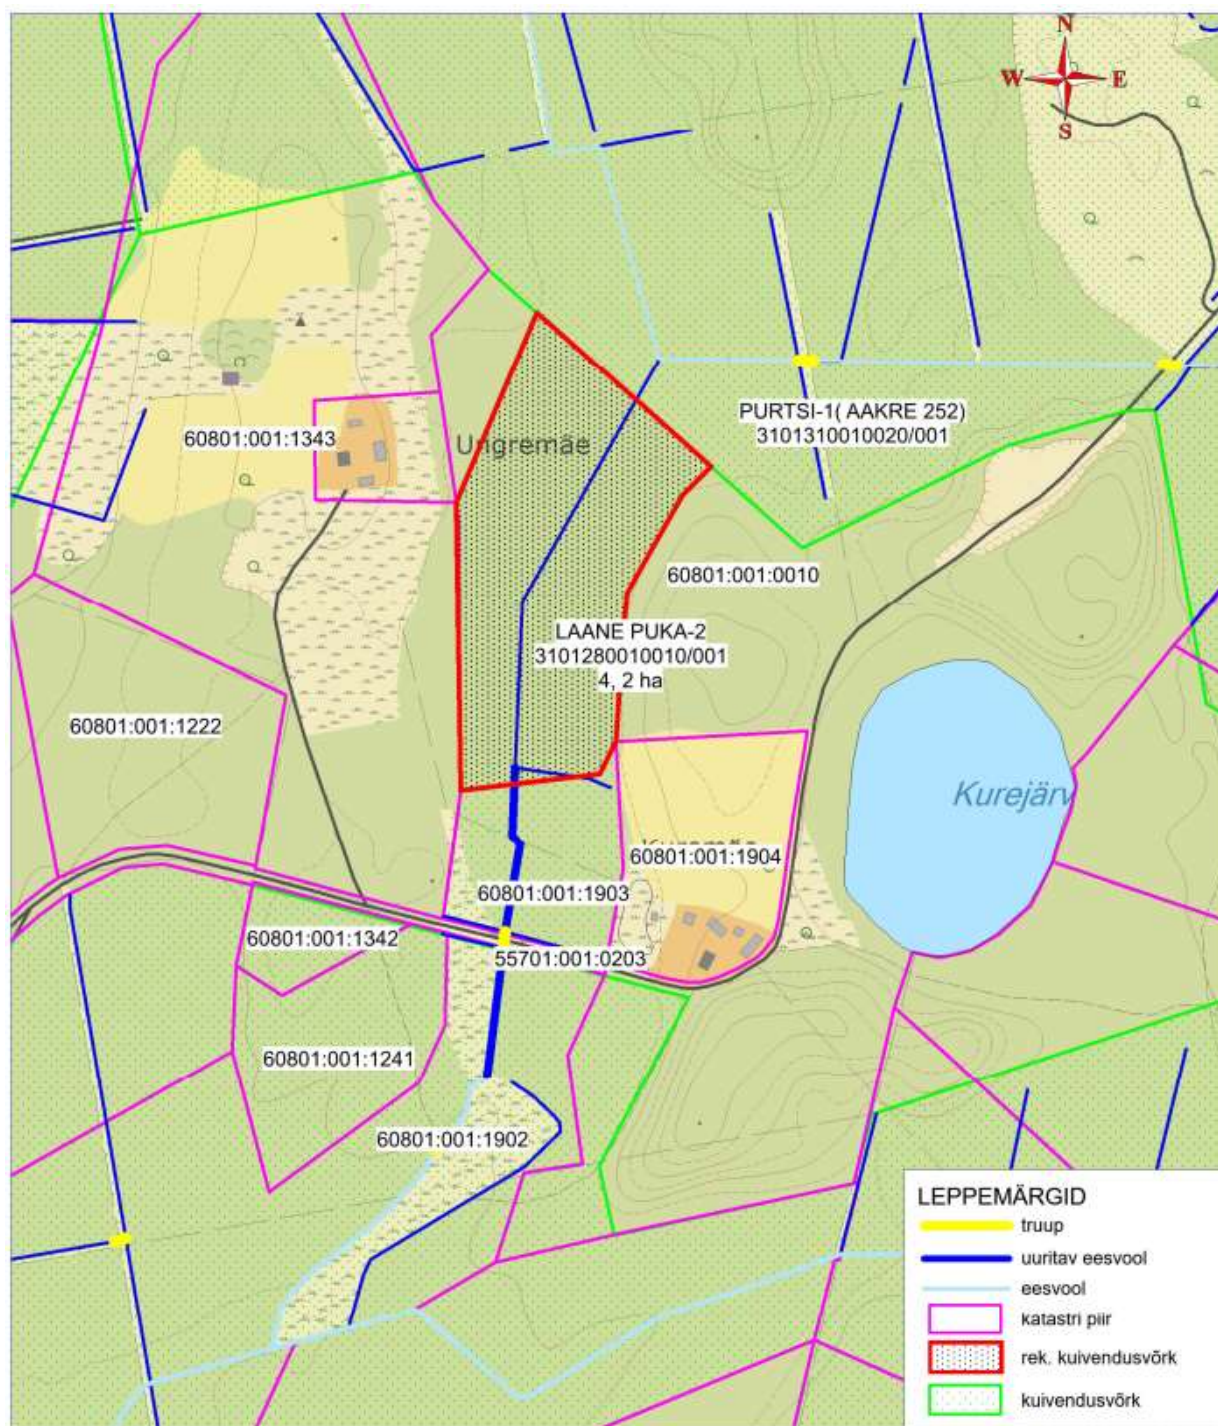 N
W E
S
60801:001:1343
Ungremäe
PURTSI-1( AAKRE 252)
3101310010020/001
60801:001:0010
LAANE PUKA-2
3101280010010/001
4, 2 ha
60801:001:1222
Kurejärv
60801:001:1904
60801:001:1903
60801:001:1342
55701:001:0203
60801:001:1241
60801:001:1902
LEPPEMÄRGID
truup
uuritav eesvool
eesvool
katastri piir
rek. kuivendusvõrk
kuivendusvõrk